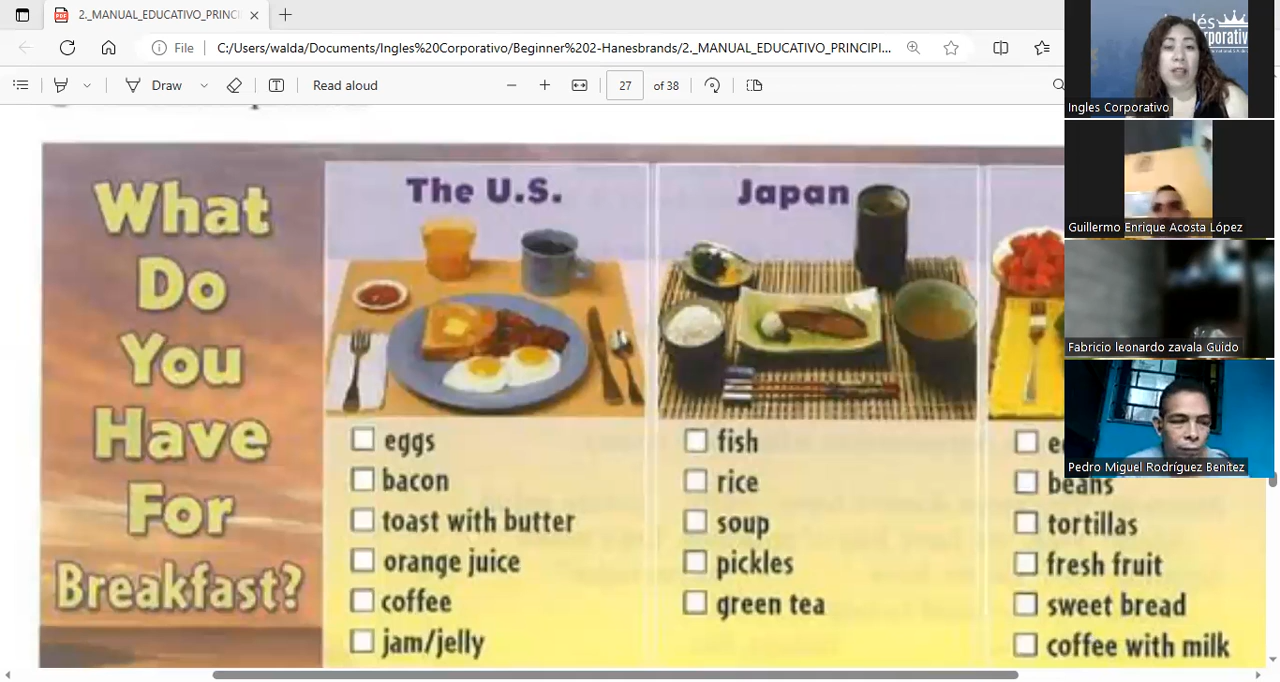 2._MANUAL_EDUCATIVO_PRINCI
File
C:/Users/walda/Documents/Ingles%20Corporativo/Beginner%202-Hanesbrands/2._MANUAL_EDUCATIVO_PRINCIPI...
Draw
Read aloud
27 of 38
What
Do
You
Have
For
Breakfast?
The U.S.
eggs
bacon
toast with butter
orange juice
coffee
jam/jelly
Japan
fish
rice
soup
pickles
green tea
beans
tortillas
fresh fruit
sweet bread
coffee with milk
Ingles Corporativo
Guillermo Enrique Acosta López
Fabricio leonardo zavala Guido
Pedro Miguel Rodríguez Benítez